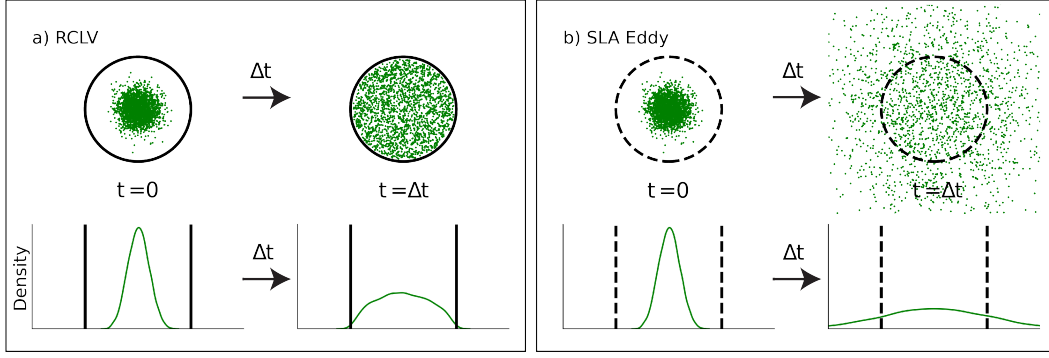 a) RCLV
Δt
t=0
t=Δt
Density
Δt
b) SLA Eddy
Δt
t=0
t=Δt
Δt